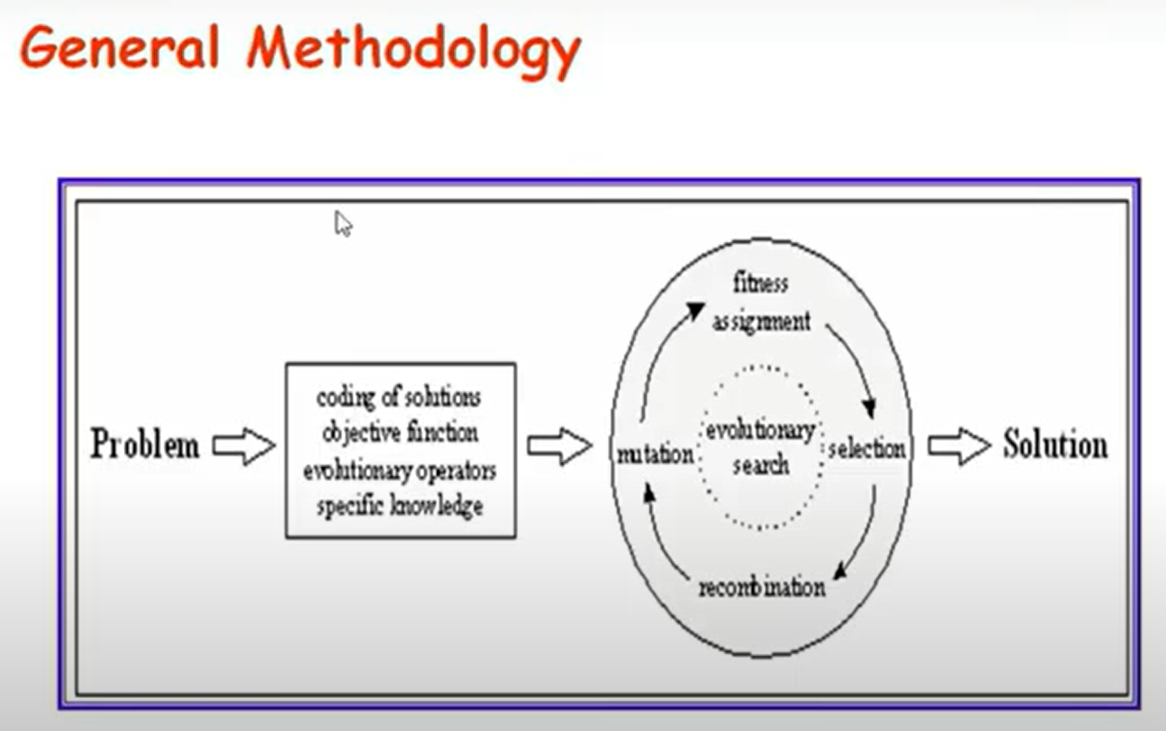 General Methodology
Problem
coding of solutions
objective function
evolutionary operators
specific knowledge
fitness
assignment
mutation
evolutionary
search
selection
recombination
Solution